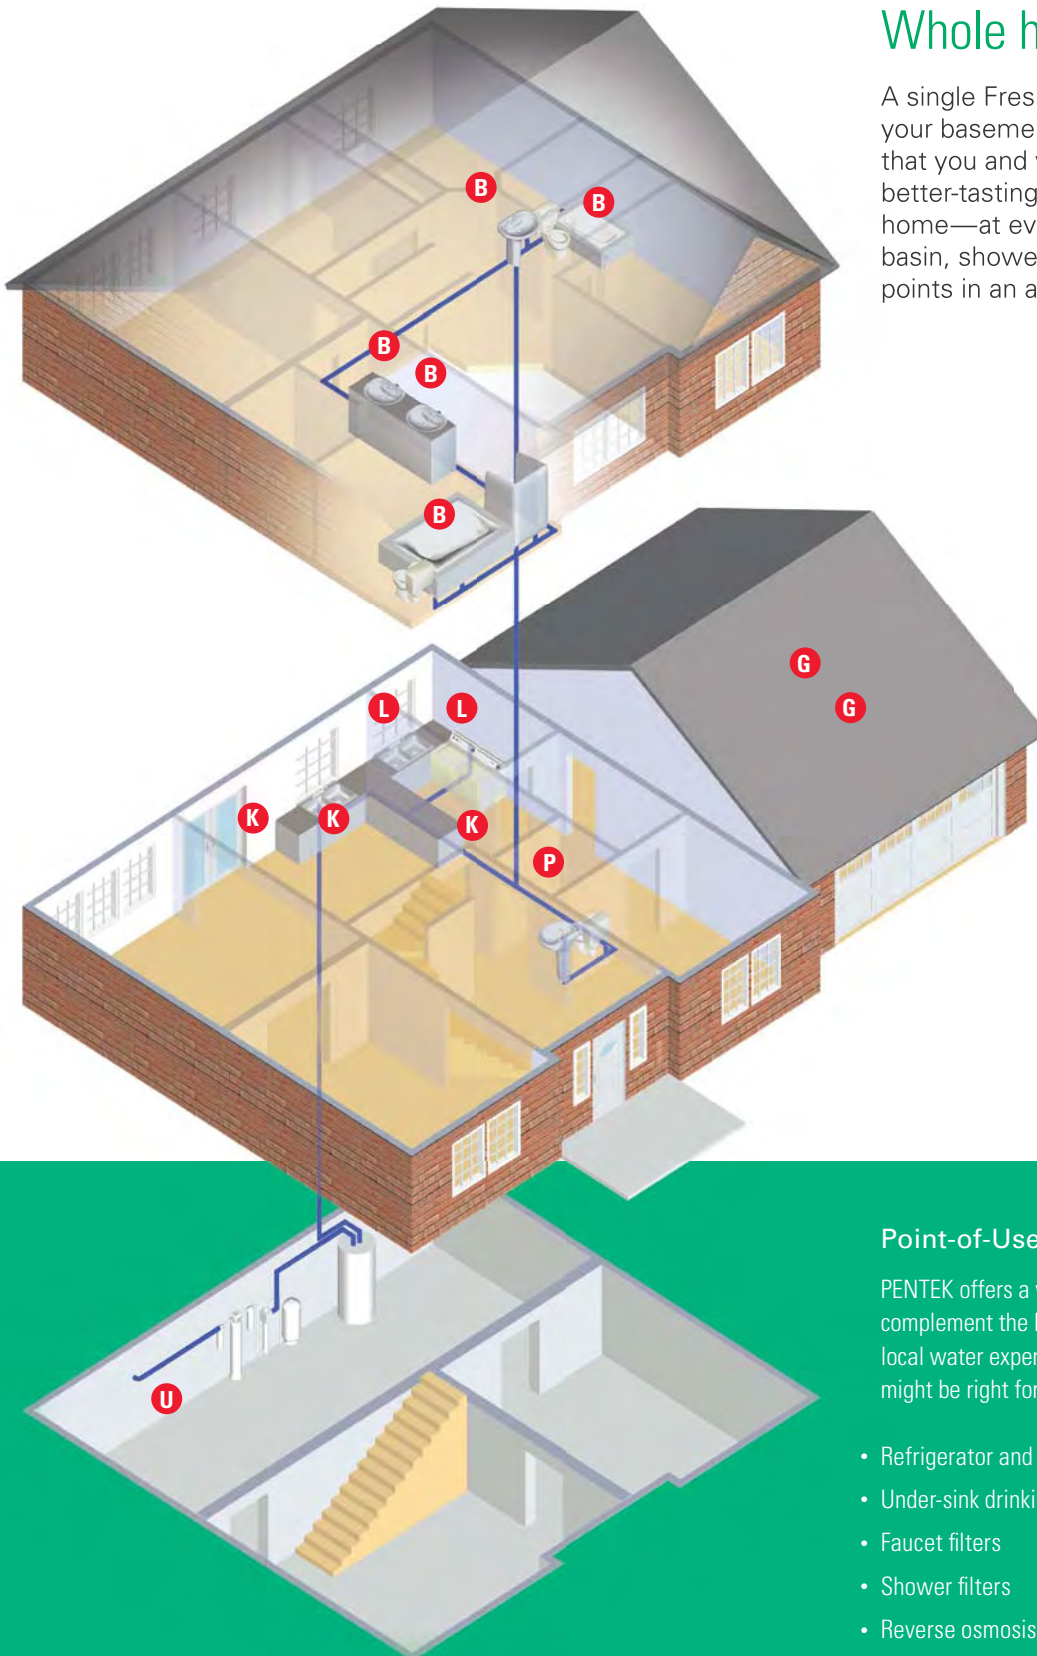 Whole h
A single Fres
your baseme
that you and
better-tasting
home—at ev
basin, showe
points in an a
B
B
B
B
B
G
L
L
G
K
K
K
P
Point-of-Use
PENTEK offers a
complement the
local water exper
might be right for
U
• Refrigerator and
• Under-sink drinki
• Faucet filters
• Shower filters
• Reverse osmosis